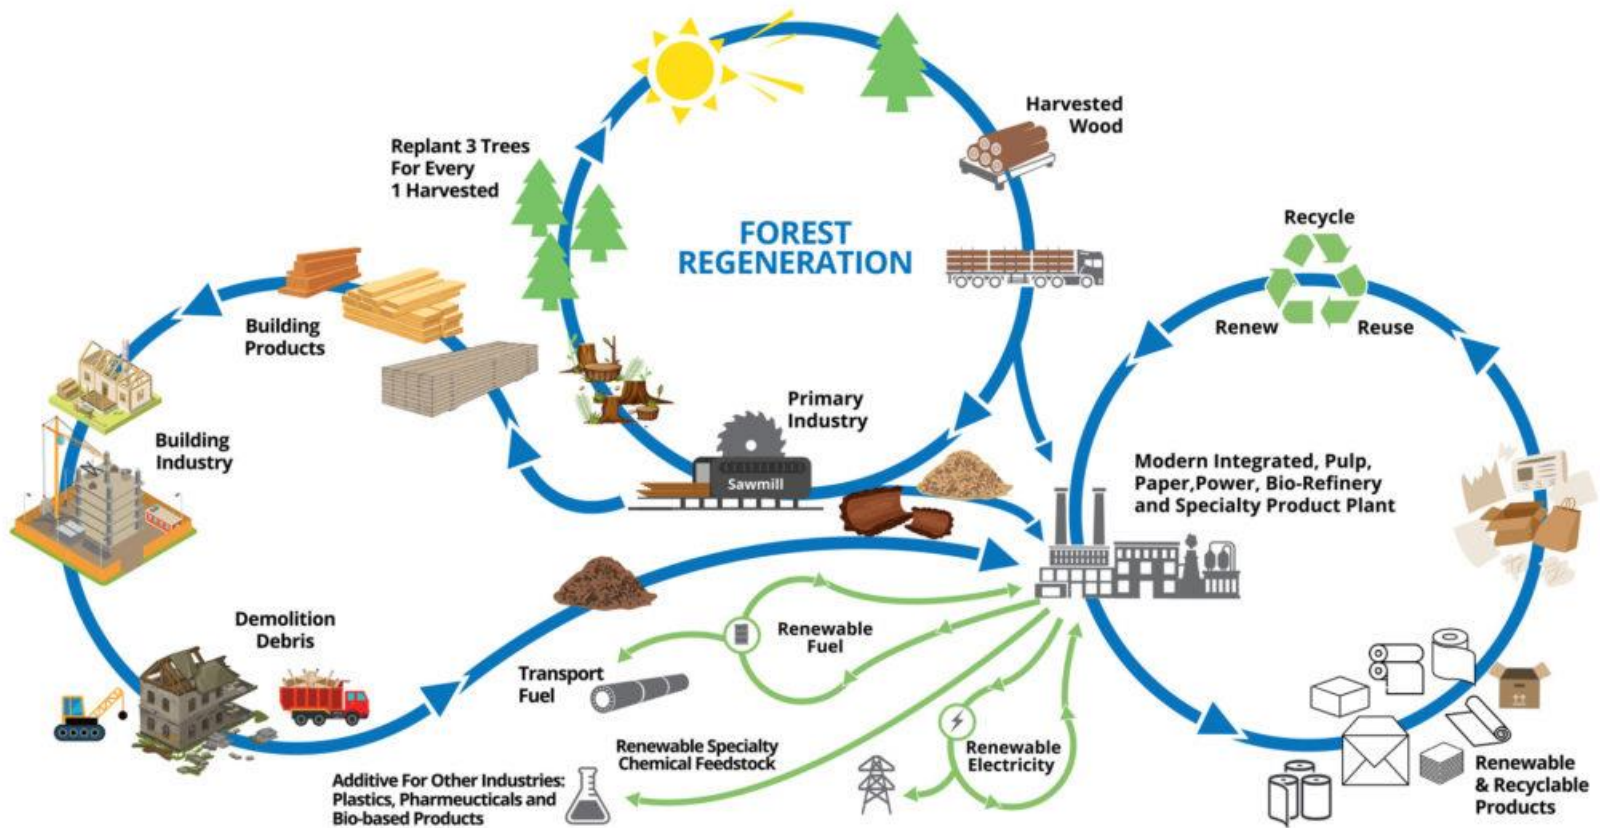 Harvested
Wood
Replant 3 Trees
For Every
1 Harvested
FOREST
REGENERATION
Recycle
Renew
Reuse
Building
Products
Primary
Industry
Sawmill
Building
Industry
Modern Integrated, Pulp,
Paper,Power, Bio-Refinery
and Specialty Product Plant
Demolition
Debris
Renewable
Fuel
Transport
Fuel
Renewable Specialty
Chemical Feedstock
Renewable
Electricity
Additive For Other Industries:
Plastics, Pharmeucticals and
Bio-based Products
Renewable
& Recyclable
Products